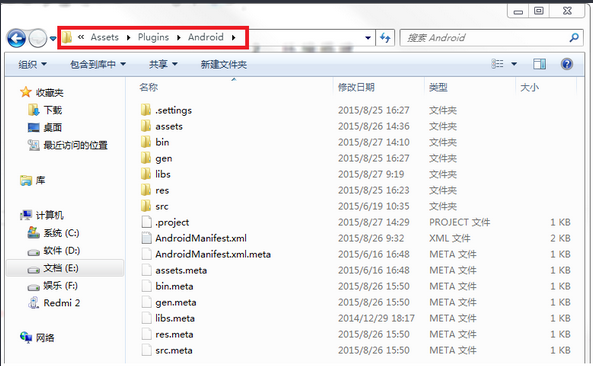 « Assets Plugins Android
搜索 Android
组织 包含到库中 共享 新建文件夹
名称 修改日期 类型 大小
收藏夹
下载
桌面
最近访问的位置
库
计算机
系统 (C:)
软件 (D:)
文档 (E:)
娱乐 (F:)
Redmi 2
网络
.settings 2015/8/25 16:27 文件夹
assets 2015/8/26 14:36 文件夹
bin 2015/8/27 14:10 文件夹
gen 2015/8/25 16:27 文件夹
libs 2015/8/27 9:19 文件夹
res 2015/8/25 16:23 文件夹
src 2015/6/19 10:35 文件夹
.project 2015/8/27 14:29 PROJECT 文件 1 KB
AndroidManifest.xml 2015/8/26 9:32 XML 文件 2 KB
AndroidManifest.xml.meta 2015/6/16 16:48 META 文件 1 KB
assets.meta 2015/6/16 16:48 META 文件 1 KB
bin.meta 2015/8/26 15:50 META 文件 1 KB
gen.meta 2015/8/26 15:50 META 文件 1 KB
libs.meta 2014/12/29 18:17 META 文件 1 KB
res.meta 2015/8/26 15:50 META 文件 1 KB
src.meta 2015/8/26 15:50 META 文件 1 KB